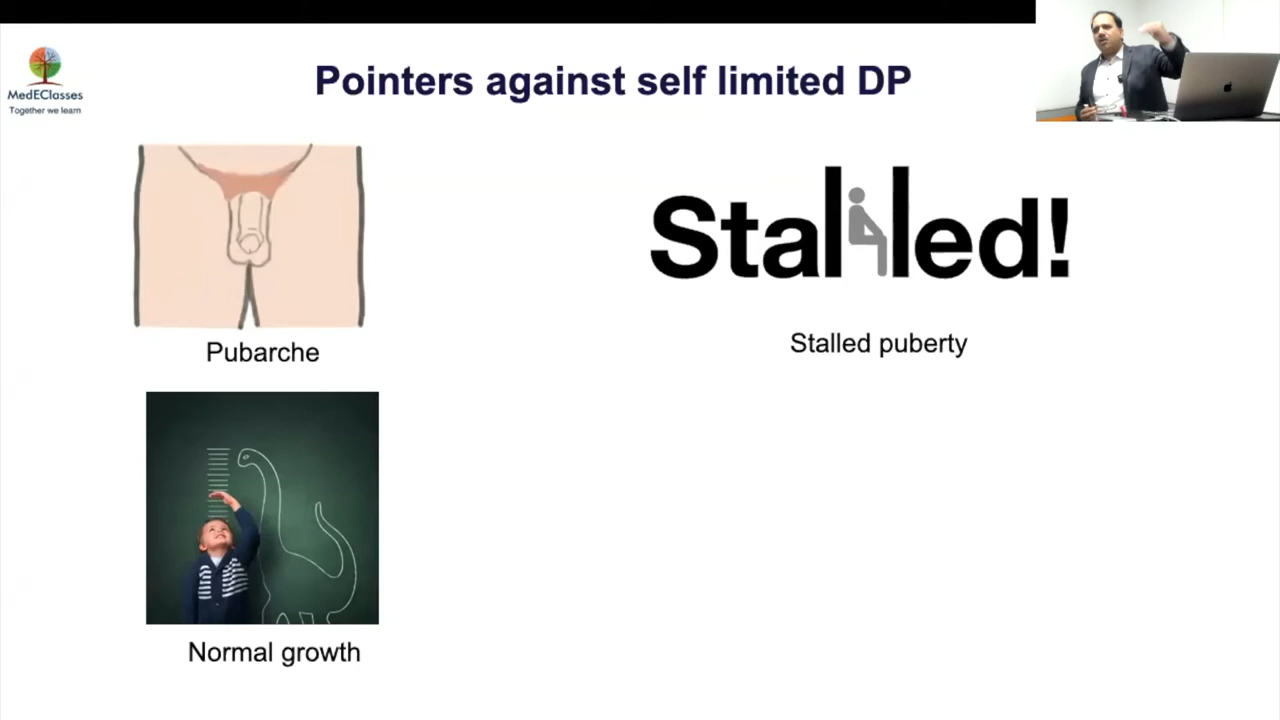 MedEClasses
Together we learn
Pointers against self limited DP
Stalled!
Pubarche
Stalled puberty
Normal growth